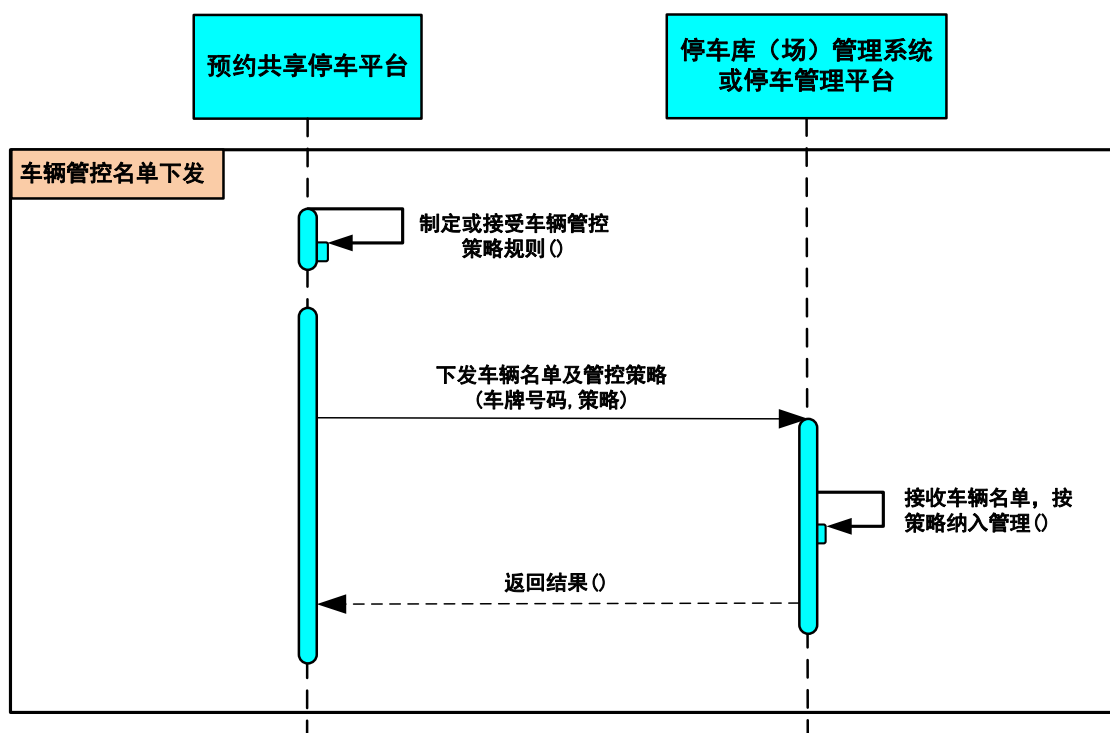 预约共享停车平台
停车库（场）管理系统
或停车管理平台
车辆管控名单下发
制定或接受车辆管控
策略规则()
下发车辆名单及管控策略
(车牌号码,策略)
接收车辆名单，按
策略纳入管理()
返回结果()